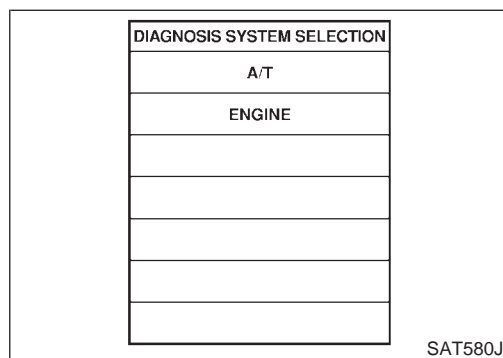 DIAGNOSIS SYSTEM SELECTION
A/T
ENGINE
SAT580J